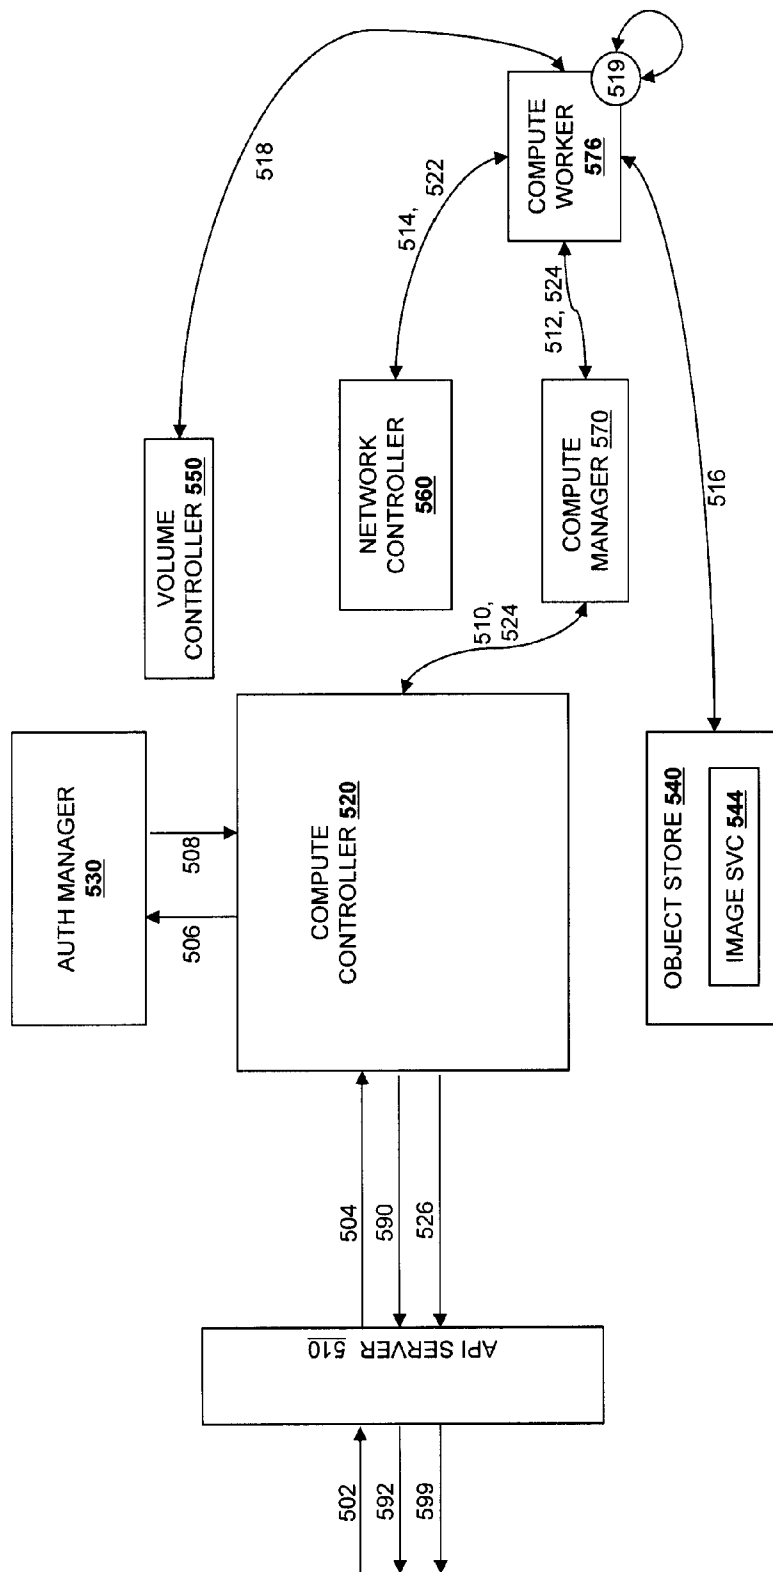 502
592
599
API SERVER 510
504
590
526
AUTH MANAGER
530
506
508
COMPUTE
CONTROLLER 520
OBJECT STORE 540
IMAGE SVC 544
510,
524
VOLUME
CONTROLLER 550
NETWORK
CONTROLLER
560
COMPUTE
MANAGER 570
518
514,
522
512, 524
516
COMPUTE
WORKER
576
519